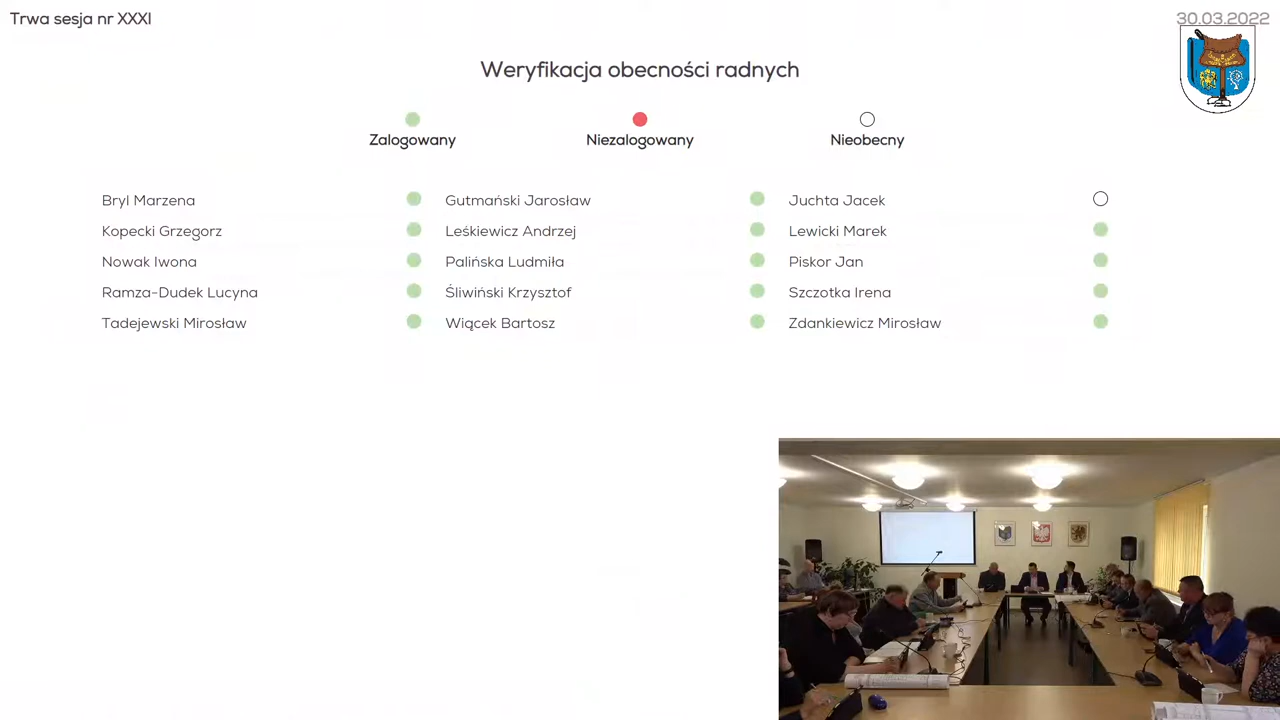 Trwa sesja nr XXXI
30.03.2022
Weryfikacja obecności radnych
Zalogowany
Niezalogowany
Nieobecny
Bryl Marzena
Gutmański Jarosław
Juchta Jacek
Kopecki Grzegorz
Leśkiewicz Andrzej
Lewicki Marek
Nowak Iwona
Palińska Ludmiła
Piskor Jan
Ramza-Dudek Lucyna
Śliwiński Krzysztof
Szczotka Irena
Tadejewski Mirosław
Wiącek Bartosz
Zdankiewicz Mirosław